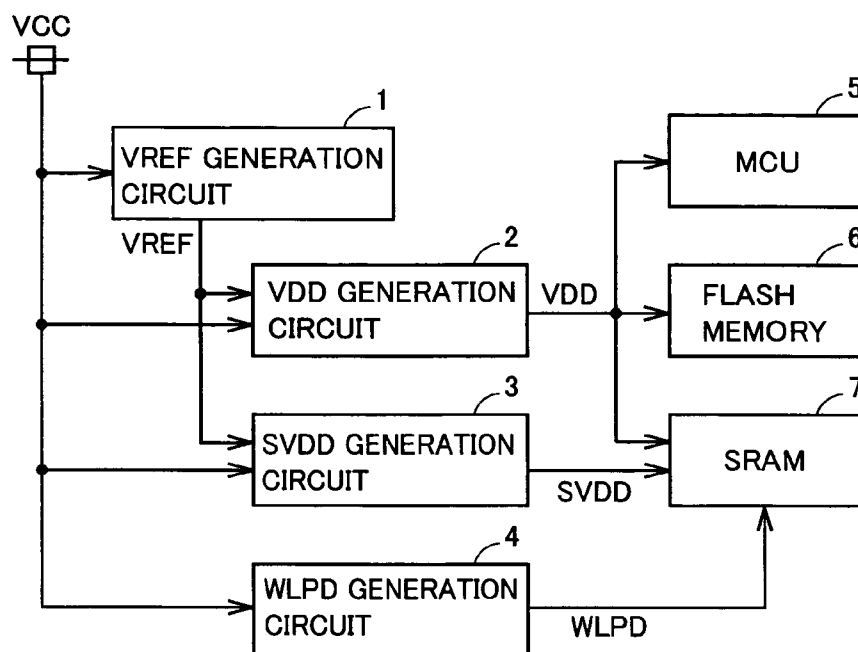 VCC
1
VREF GENERATION
CIRCUIT
VREF
2
VDD GENERATION
CIRCUIT
VDD
3
SVDD GENERATION
CIRCUIT
SVDD
4
WLPD GENERATION
CIRCUIT
WLPD
5
MCU
6
FLASH
MEMORY
7
SRAM